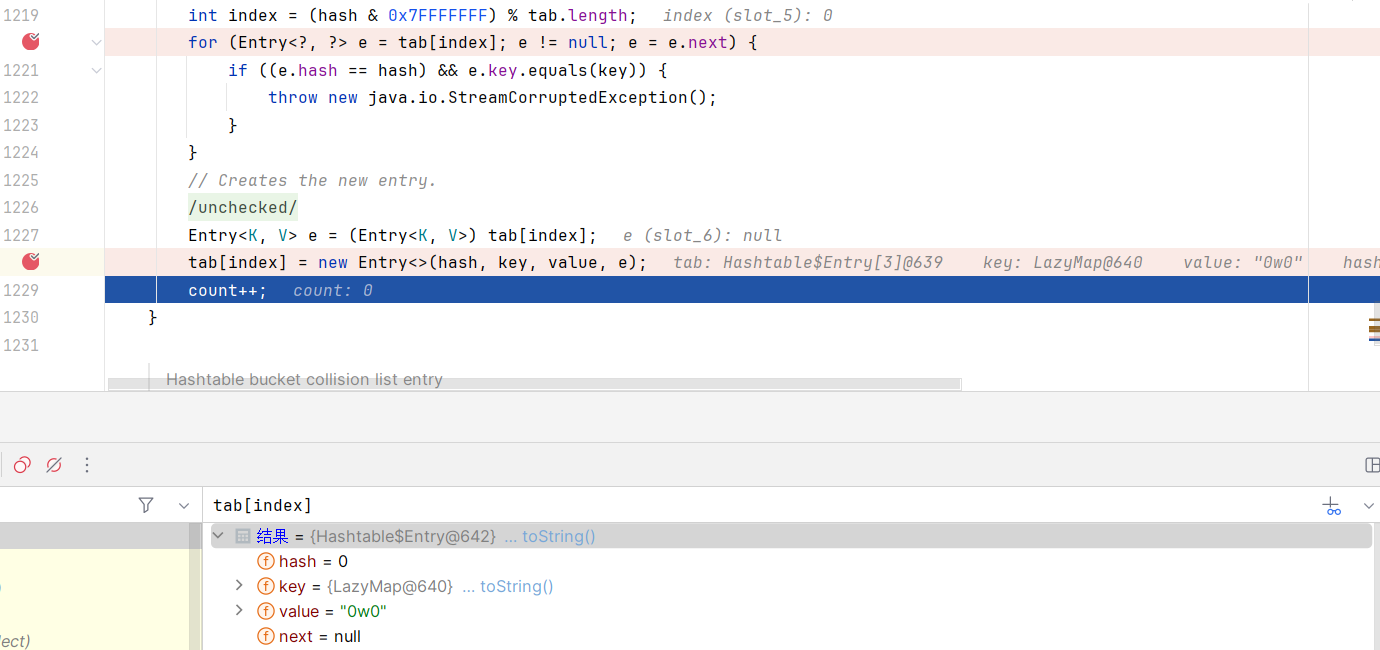 1219 int index = (hash & 0x7FFFFFFF) % tab.length; index (slot_5): 0
for (Entry<?, ?> e = tab[index]; e != null; e = e.next) {
1221 if ((e.hash == hash) && e.key.equals(key)) {
1222 throw new java.io.StreamCorruptedException();
1223 }
1224 }
1225 // Creates the new entry.
1226 /unchecked/
1227 Entry<K, V> e = (Entry<K, V>) tab[index]; e (slot_6): null
tab[index] = new Entry<>(hash, key, value, e); tab: Hashtable$Entry[3]@639 key: LazyMap@640 value: "0w0" hash
1229 count++; count: 0
1230 }
1231
Hashtable bucket collision list entry
tab[index]
结果 = {Hashtable$Entry@642} ... toString()
hash = 0
key = {LazyMap@640} ... toString()
value = "0w0"
next = null
ect)